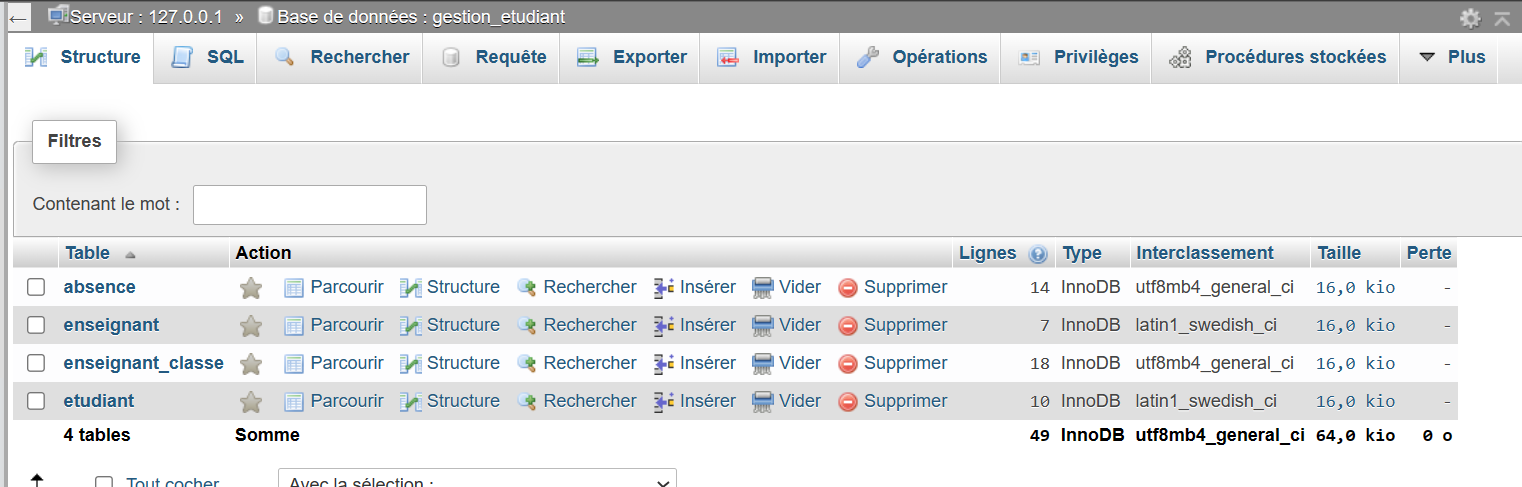 Serveur : 127.0.0.1 » Base de données : gestion_etudiant
Structure SQL Rechercher Requête Exporter Importer Opérations Privilèges Procédures stockées Plus
Filtres
Contenant le mot :
Table Action Lignes Type Interclassement Taille Perte
absence Parcourir Structure Rechercher Insérer Vider Supprimer 14 InnoDB utf8mb4_general_ci 16,0 kio -
enseignant Parcourir Structure Rechercher Insérer Vider Supprimer 7 InnoDB latin1_swedish_ci 16,0 kio -
enseignant_classe Parcourir Structure Rechercher Insérer Vider Supprimer 18 InnoDB utf8mb4_general_ci 16,0 kio -
etudiant Parcourir Structure Rechercher Insérer Vider Supprimer 10 InnoDB latin1_swedish_ci 16,0 kio -
4 tables Somme 49 InnoDB utf8mb4_general_ci 64,0 kio 0 o
Tout cocher Avec la sélection :